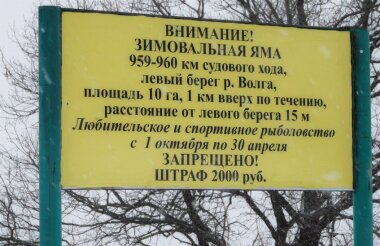 ВНИМАНИЕ!
ЗИМОВАЛЬНАЯ ЯМА
959-960 км судового хода,
левый берег р. Волга,
площадь 10 га, 1 км вверх по течению,
расстояние от левого берега 15 м
Любительское и спортивное рыболовство
с 1 октября по 30 апреля
ЗАПРЕЩЕНО!
ШТРАФ 2000 руб.